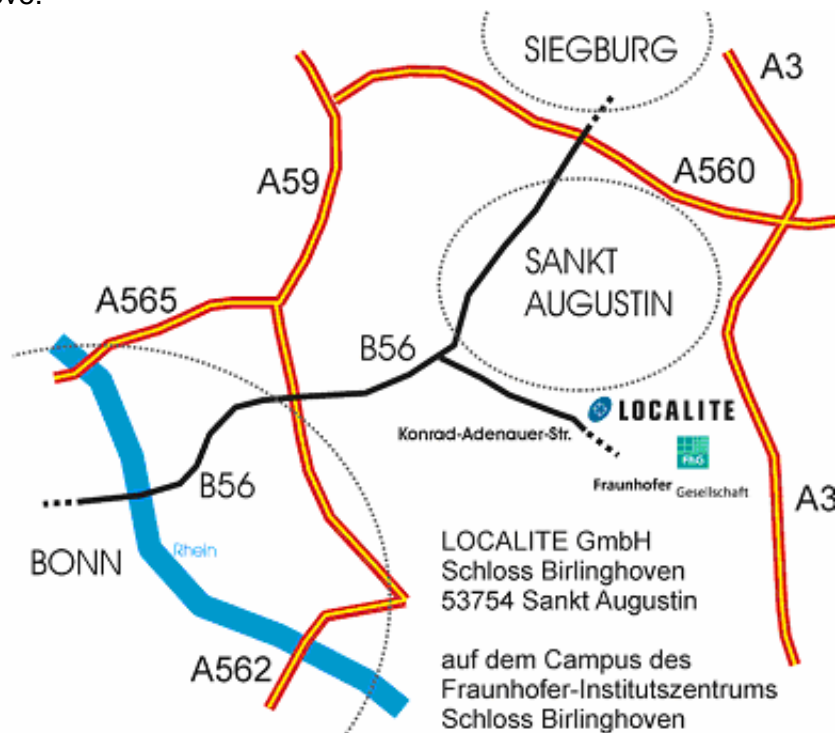 SIEGBURG
A3
A59
A560
SANKT
AUGUSTIN
A565
B56
LOCALITE
Konrad-Adenauer-Str.
FhG
Fraunhofer Gesellschaft
B56
A3
Rhein
BONN
LOCALITE GmbH
Schloss Birlinghoven
53754 Sankt Augustin
A562
auf dem Campus des
Fraunhofer-Institutszentrums
Schloss Birlinghoven